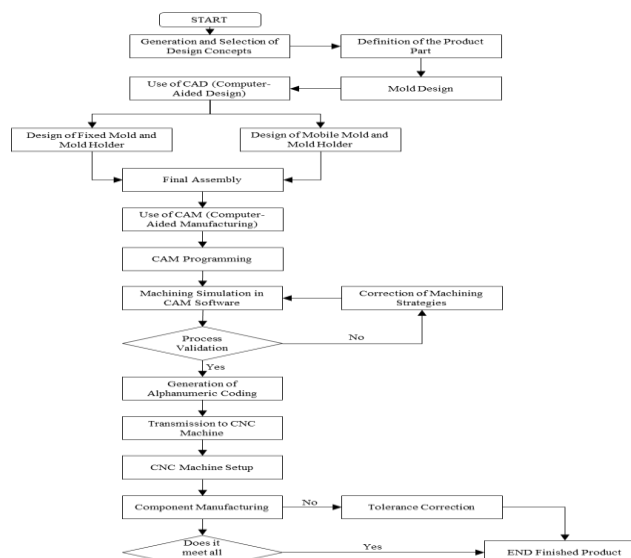 START
Generation and Selection of
Design Concepts
Definition of the Product
Part
Use of CAD (Computer-
Aided Design)
Mold Design
Design of Fixed Mold and
Mold Holder
Design of Mobile Mold and
Mold Holder
Final Assembly
Use of CAM (Computer-
Aided Manufacturing)
CAM Programming
Machining Simulation in
CAM Software
Correction of Machining
Strategies
Process
Validation
No
Yes
Generation of
Alphanumeric Coding
Transmission to CNC
Machine
CNC Machine Setup
Component Manufacturing
No
Tolerance Correction
Does it
meet all
Yes
END Finished Product